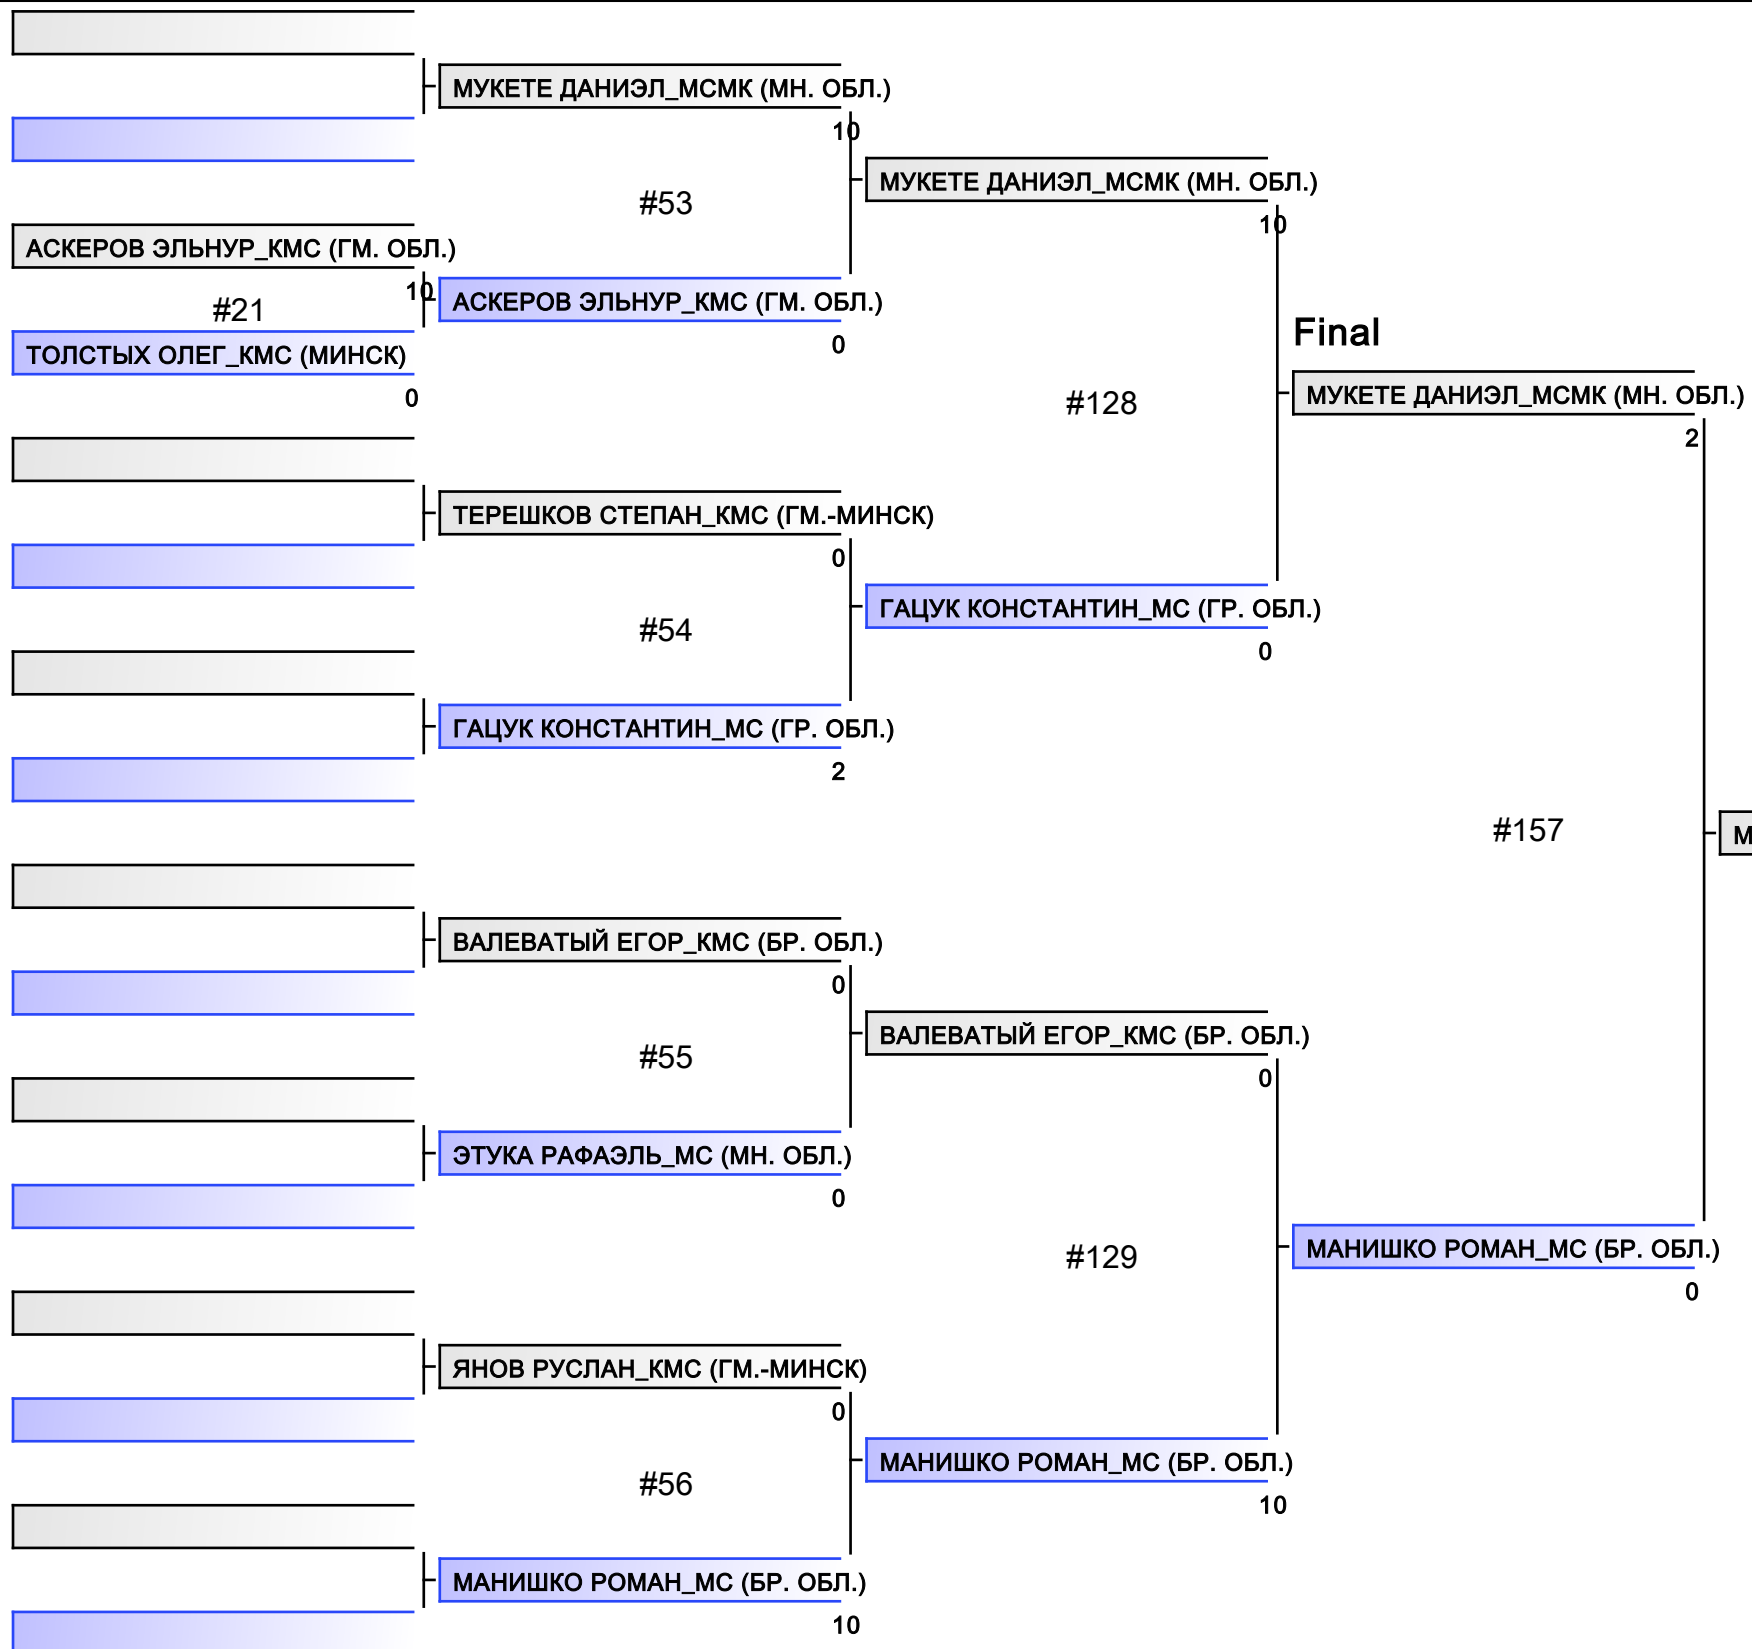 МУКЕТЕ ДАНИЭЛ_МСМК (МН. ОБЛ.)
10
МУКЕТЕ ДАНИЭЛ_МСМК (МН. ОБЛ.)
#53
10
АСКЕРОВ ЭЛЬНУР_КМС (ГМ. ОБЛ.)
10
#21
АСКЕРОВ ЭЛЬНУР_КМС (ГМ. ОБЛ.)
0
Final
ТОЛСТЫХ ОЛЕГ_КМС (МИНСК)
0
МУКЕТЕ ДАНИЭЛ_МСМК (МН. ОБЛ.)
2
#128
ТЕРЕШКОВ СТЕПАН_КМС (ГМ.-МИНСК)
0
ГАЦУК КОНСТАНТИН_МС (ГР. ОБЛ.)
0
#54
ГАЦУК КОНСТАНТИН_МС (ГР. ОБЛ.)
2
#157
М
ВАЛЕВАТЫЙ ЕГОР_КМС (БР. ОБЛ.)
0
ВАЛЕВАТЫЙ ЕГОР_КМС (БР. ОБЛ.)
0
#55
ЭТУКА РАФАЭЛЬ_МС (МН. ОБЛ.)
0
#129
МАНИШКО РОМАН_МС (БР. ОБЛ.)
0
ЯНОВ РУСЛАН_КМС (ГМ.-МИНСК)
0
МАНИШКО РОМАН_МС (БР. ОБЛ.)
10
#56
МАНИШКО РОМАН_МС (БР. ОБЛ.)
10